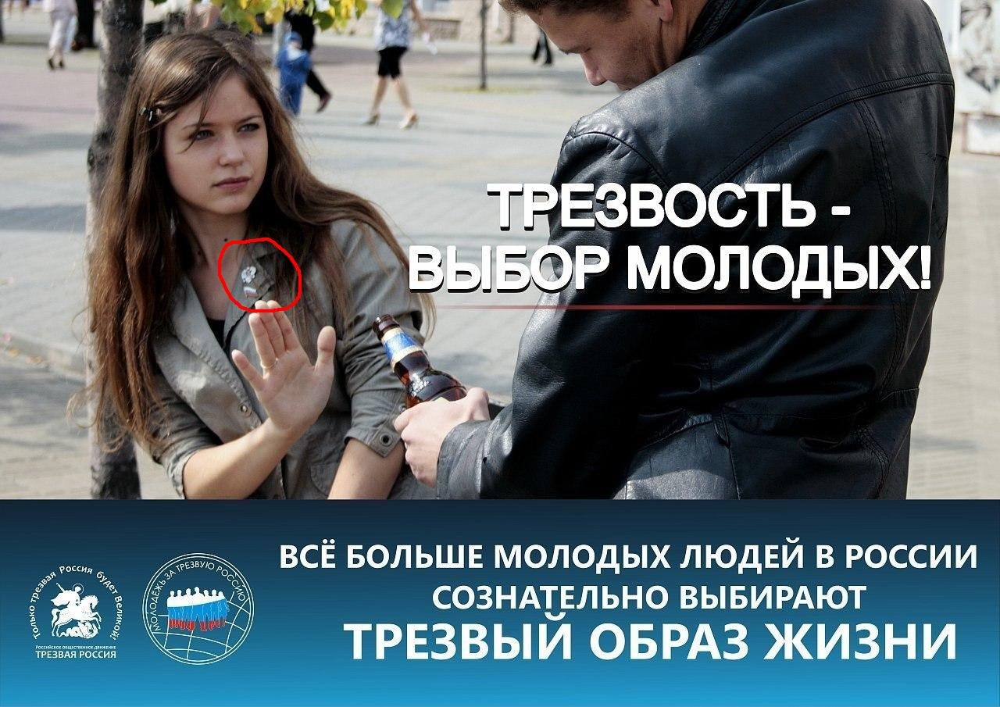 ТРЕЗВОСТЬ -
ВЫБОР МОЛОДЫХ!
ВСЁ БОЛЬШЕ МОЛОДЫХ ЛЮДЕЙ В РОССИИ
СОЗНАТЕЛЬНО ВЫБИРАЮТ
ТРЕЗВЫЙ ОБРАЗ ЖИЗНИ
Только трезвая Россия будет Великой!
РОССИЙСКОЕ ОБЩЕСТВЕННОЕ ДВИЖЕНИЕ
ТРЕЗВАЯ РОССИЯ
МОЛОДЁЖЬ ЗА ТРЕЗВУЮ РОССИЮ